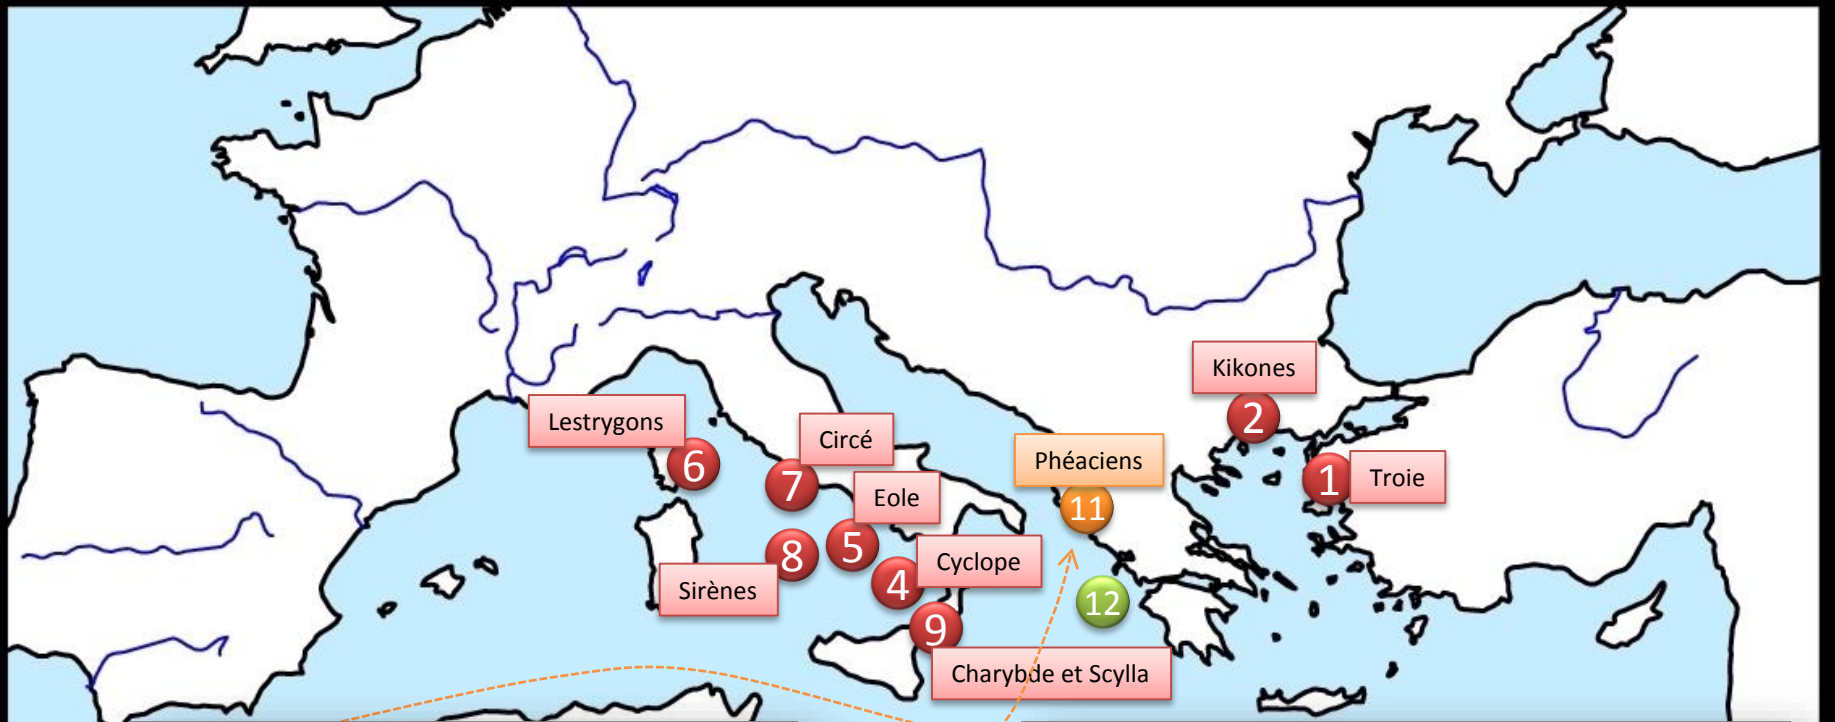 Kikones
2
Lestrygons
6
Circé
7
Phéaciens
11
1
Troie
Eole
5
8
Sirènes
4
Cyclope
12
9
Charybde et Scylla